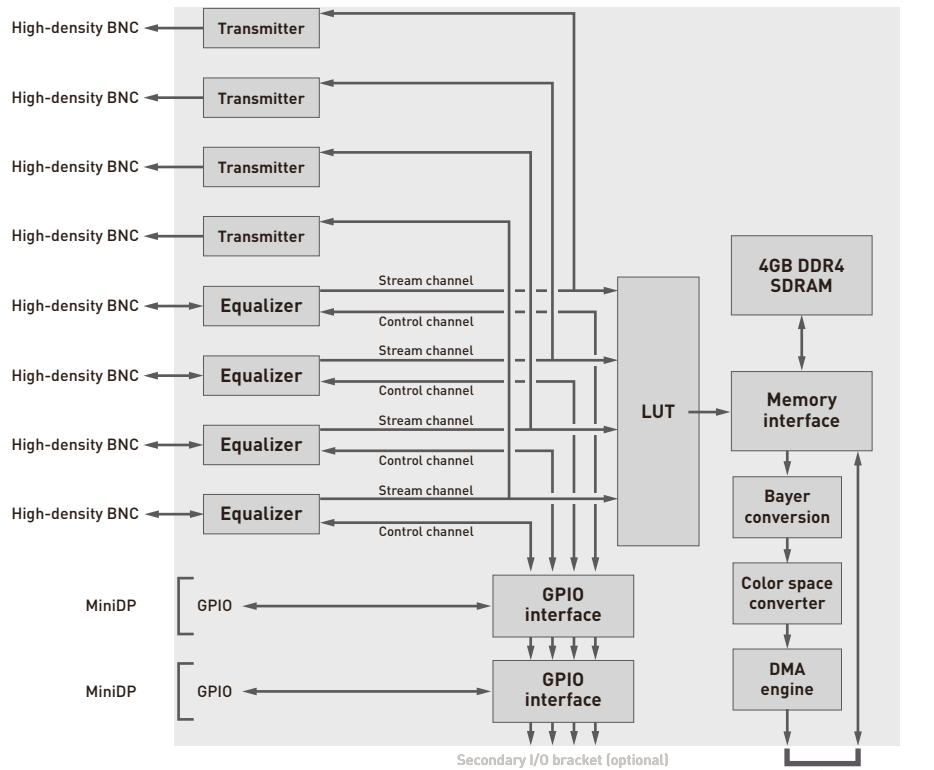 High-density BNC
Transmitter
High-density BNC
Transmitter
High-density BNC
Transmitter
High-density BNC
Transmitter
High-density BNC
Equalizer
Stream channel
Control channel
High-density BNC
Equalizer
Stream channel
Control channel
High-density BNC
Equalizer
Stream channel
Control channel
High-density BNC
Equalizer
Stream channel
Control channel
LUT
4GB DDR4
SDRAM
Memory
interface
Bayer
conversion
Color space
converter
DMA
engine
MiniDP
GPIO
GPIO
interface
MiniDP
GPIO
GPIO
interface
Secondary I/O bracket (optional)